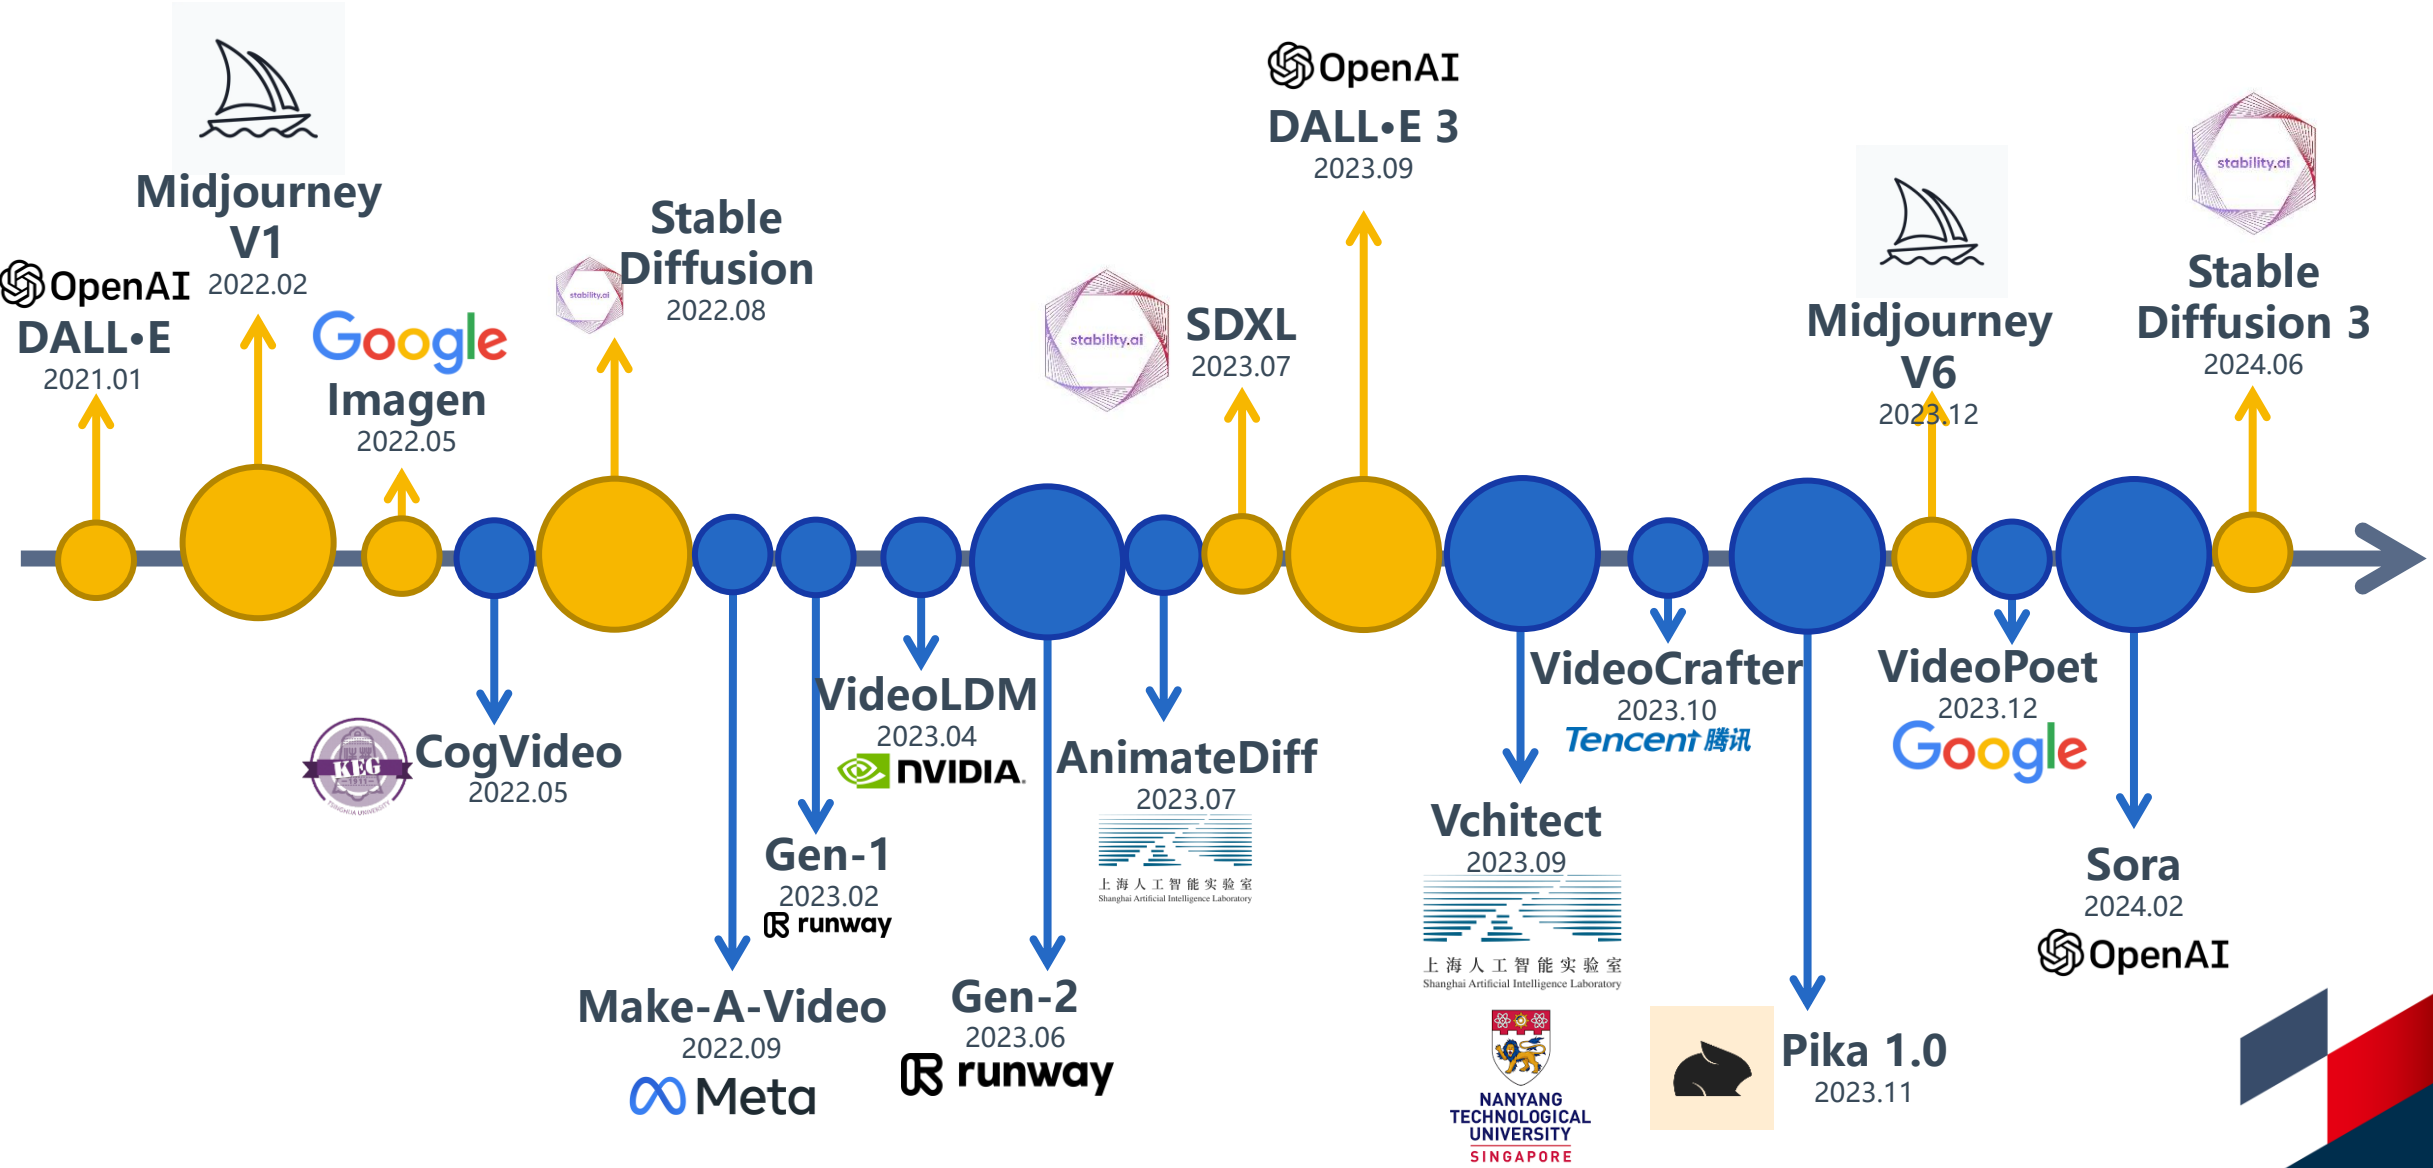 OpenAI
DALL•E
2021.01
Midjourney
V1
2022.02
Google
Imagen
2022.05
stability.ai
Stable
Diffusion
2022.08
stability.ai
SDXL
2023.07
OpenAI
DALL•E 3
2023.09
Midjourney
V6
2023.12
stability.ai
Stable
Diffusion 3
2024.06
KEG
TSINGHUA UNIVERSITY
CogVideo
2022.05
Make-A-Video
2022.09
Meta
Gen-1
2023.02
runway
VideoLDM
2023.04
NVIDIA.
Gen-2
2023.06
runway
AnimateDiff
2023.07
上海人工智能实验室
Shanghai Artificial Intelligence Laboratory
Vchitect
2023.09
上海人工智能实验室
Shanghai Artificial Intelligence Laboratory
NANYANG
TECHNOLOGICAL
UNIVERSITY
SINGAPORE
VideoCrafter
2023.10
Tencent 腾讯
Pika 1.0
2023.11
VideoPoet
2023.12
Google
Sora
2024.02
OpenAI